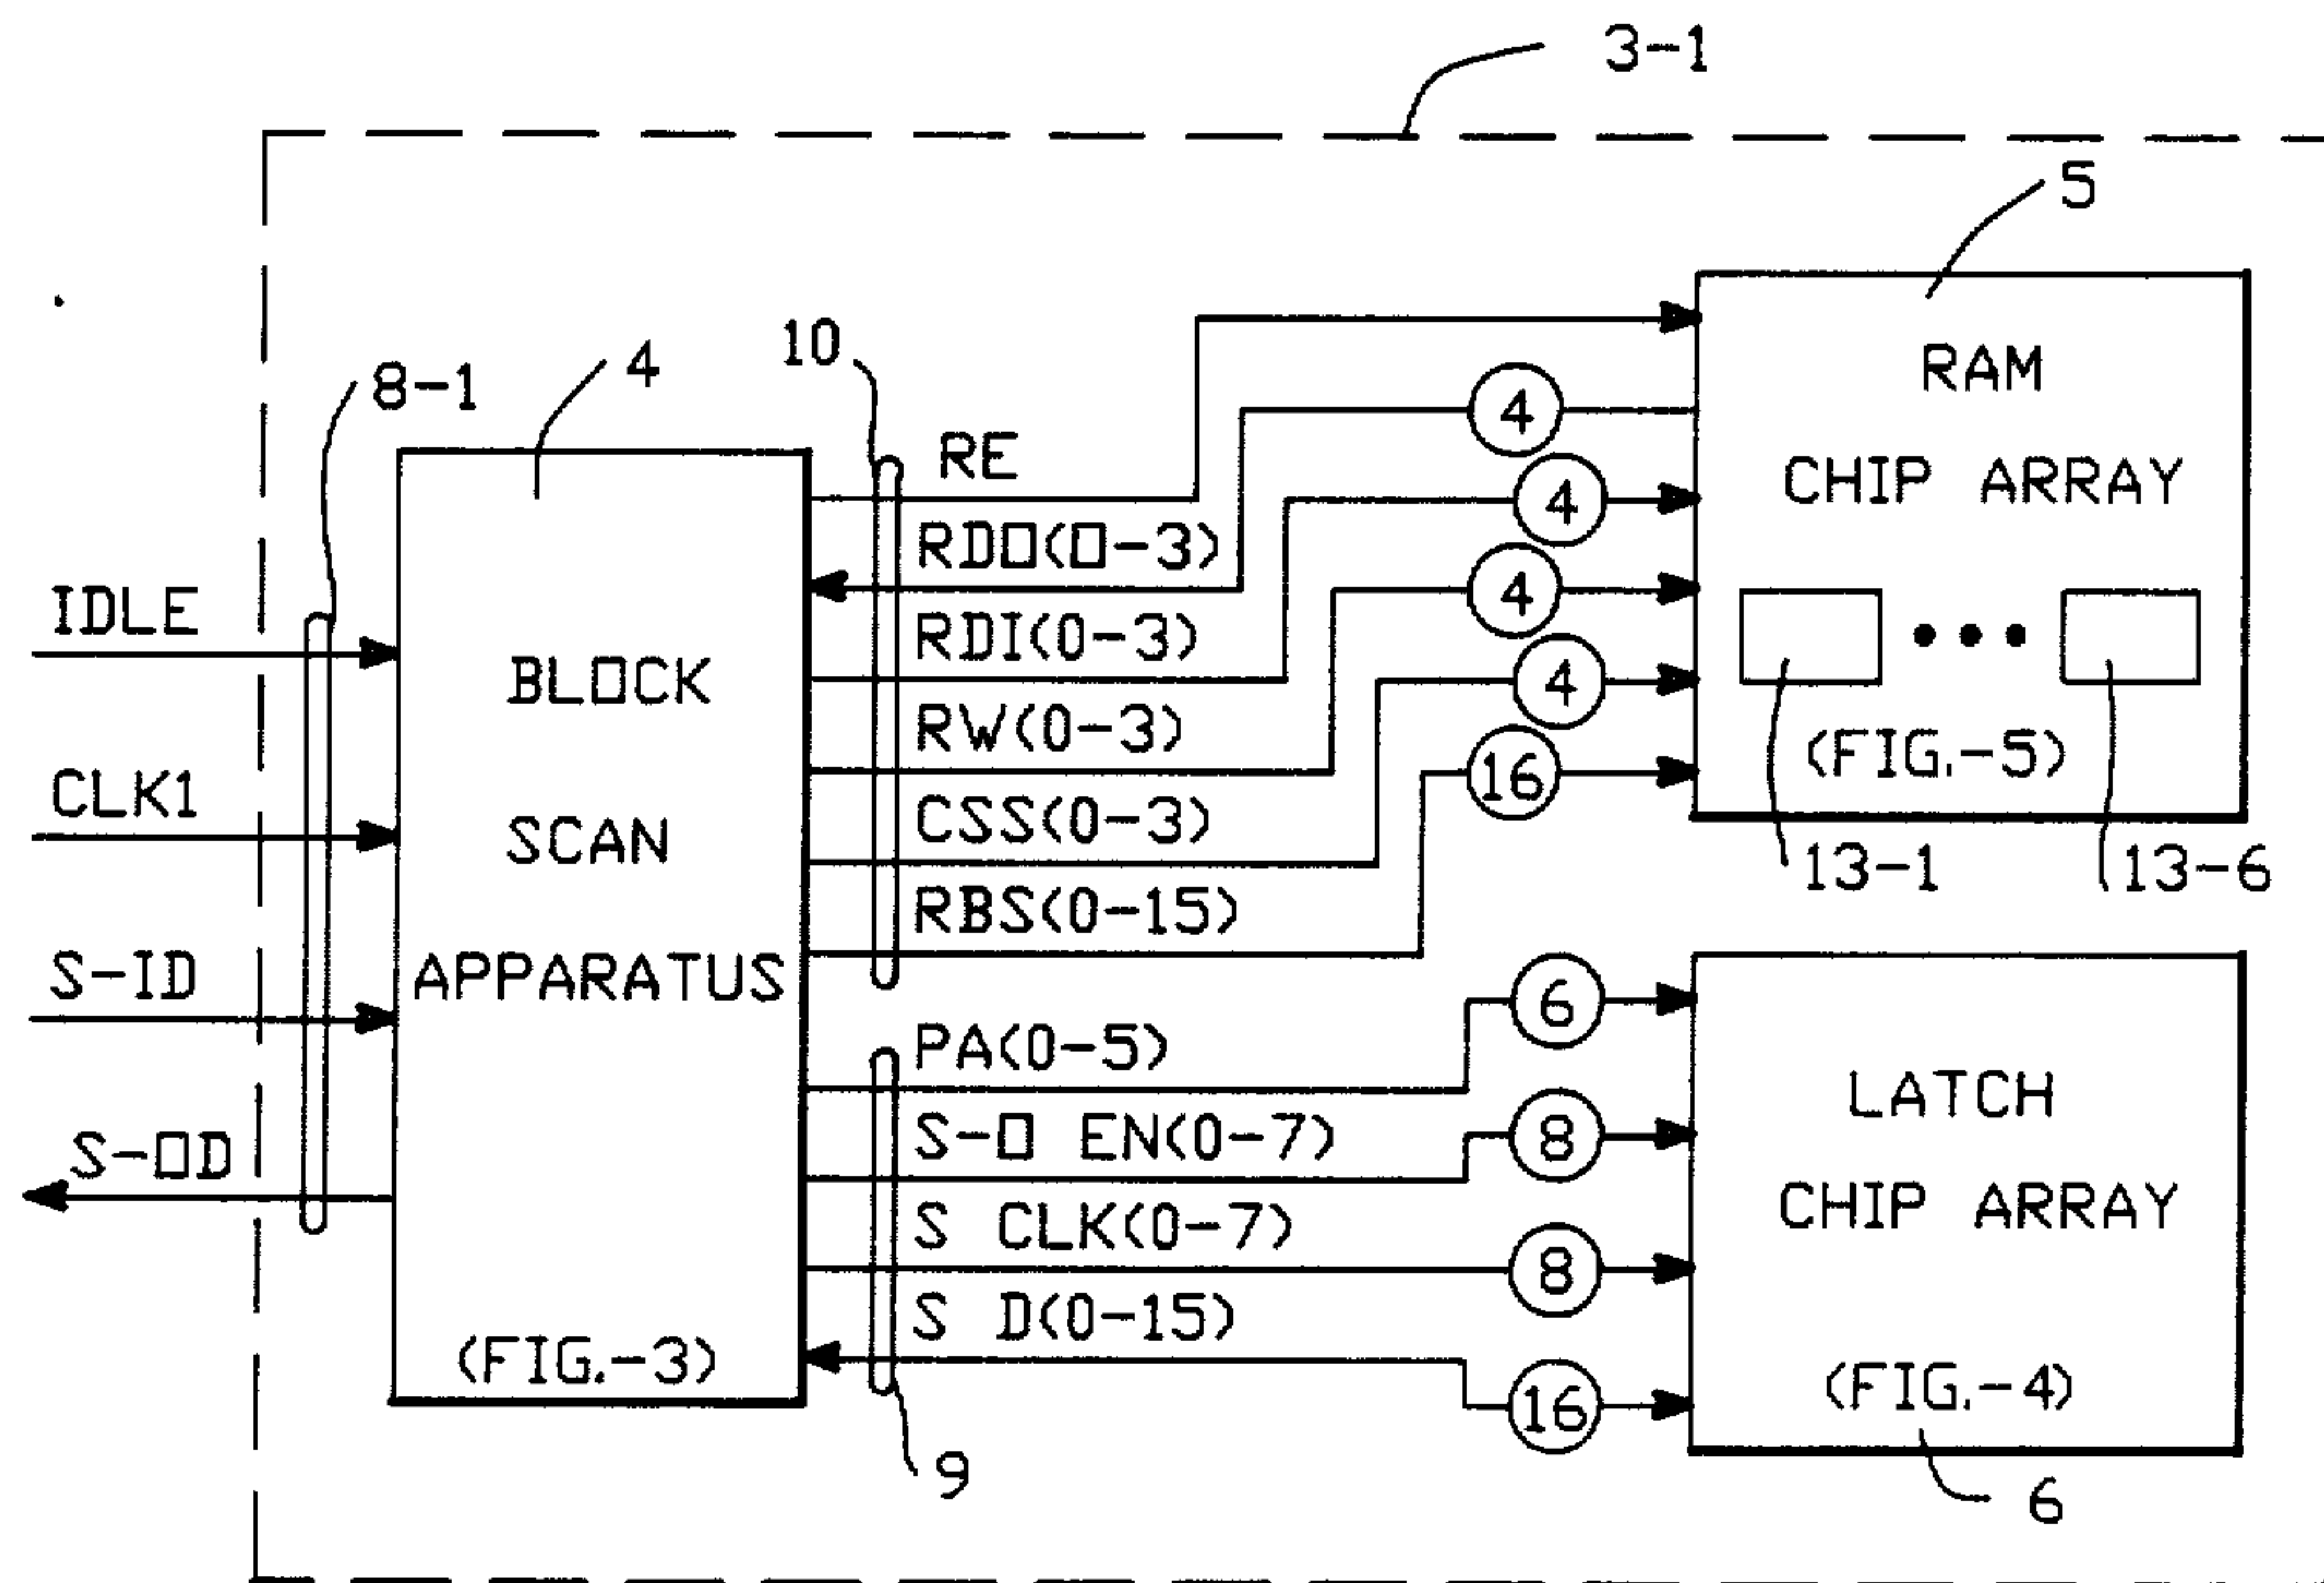 3-1
5
RAM
CHIP ARRAY
13-1
13-6
(FIG.-5)
4
4
4
4
16
10
4
8-1
RE
RDO(0-3)
RDI(0-3)
RW(0-3)
CSS(0-3)
RBS(0-15)
IDLE
CLK1
S-ID
S-OD
BLOCK
SCAN
APPARATUS
(FIG.-3)
PA(0-5)
S-O EN(0-7)
S CLK(0-7)
S D(0-15)
9
6
8
8
16
LATCH
CHIP ARRAY
(FIG.-4)
6